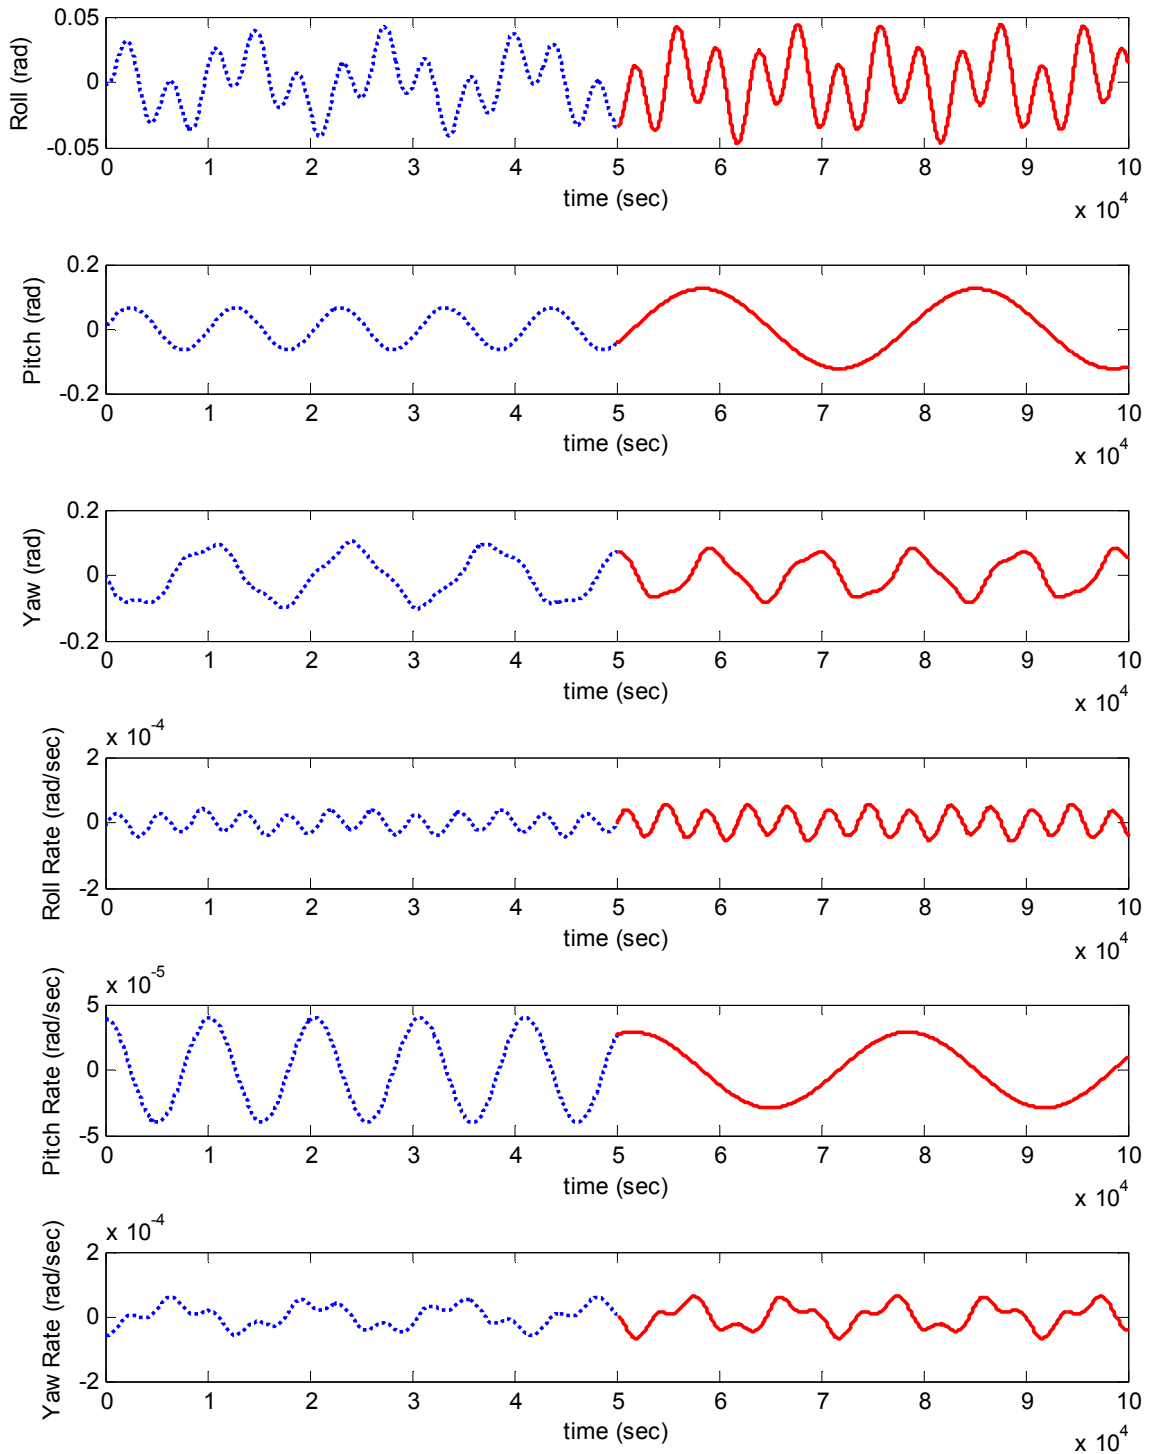 Roll (rad)
0.05
0
-0.05
0 1 2 3 4 5 6 7 8 9 10
time (sec)
x 10^4
Pitch (rad)
0.2
0
-0.2
0 1 2 3 4 5 6 7 8 9 10
time (sec)
x 10^4
Yaw (rad)
0.2
0
-0.2
0 1 2 3 4 5 6 7 8 9 10
time (sec)
x 10^4
x 10^-4
Roll Rate (rad/sec)
2
0
-2
0 1 2 3 4 5 6 7 8 9 10
time (sec)
x 10^4
x 10^-5
Pitch Rate (rad/sec)
5
0
-5
0 1 2 3 4 5 6 7 8 9 10
time (sec)
x 10^4
x 10^-4
Yaw Rate (rad/sec)
2
0
-2
0 1 2 3 4 5 6 7 8 9 10
time (sec)
x 10^4